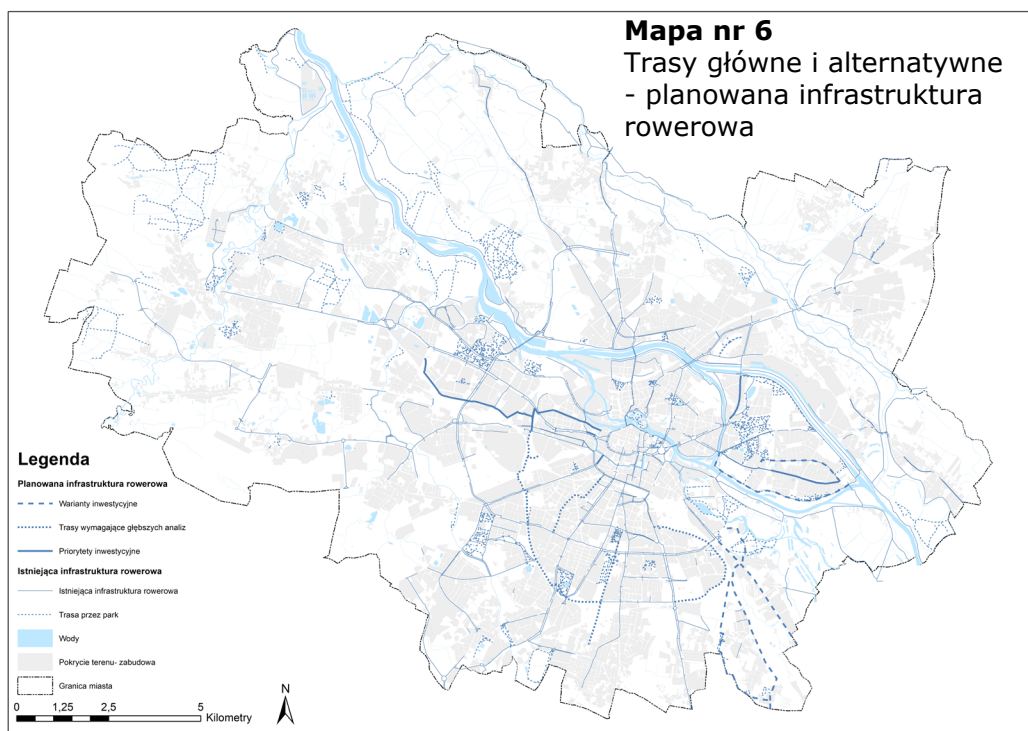 Mapa nr 6
Trasy główne i alternatywne
- planowana infrastruktura
rowerowa
Legenda
Planowana infrastruktura rowerowa
Warianty inwestycyjne
Trasy wymagające głębszych analiz
Priorytety inwestycyjne
Istniejąca infrastruktura rowerowa
Istniejąca infrastruktura rowerowa
Trasa przez park
Wody
Pokrycie terenu- zabudowa
Granica miasta
0 1,25 2,5 5
Kilometry
N